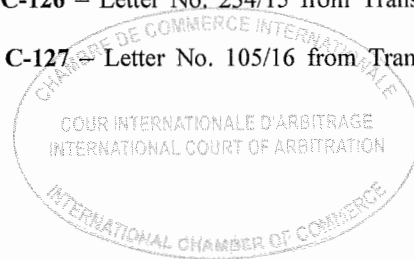 C-126 – Letter No. 234/15 from Trans
C-127 – Letter No. 105/16 from Tran
CHAMBRE DE COMMERCE INTERNATIONALE
COUR INTERNATIONALE D'ARBITRAGE
INTERNATIONAL COURT OF ARBITRATION
INTERNATIONAL CHAMBER OF COMMERCE